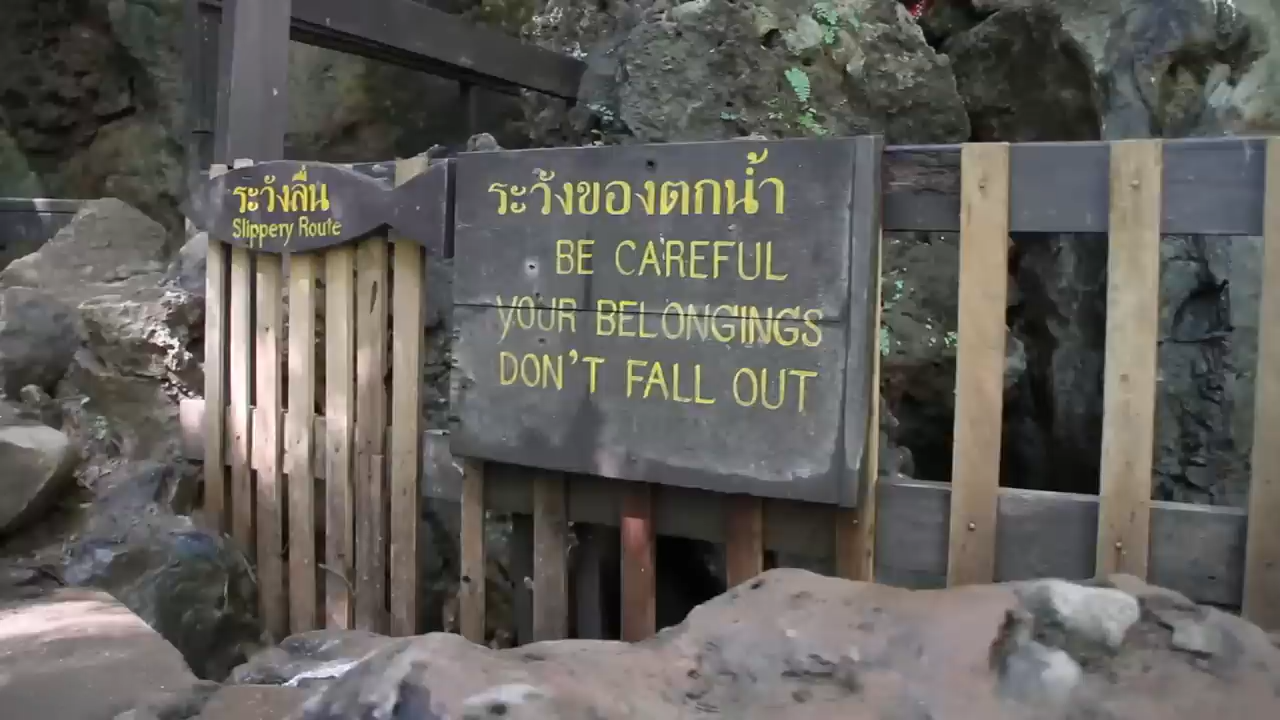 ระวังลื่น
Slippery Route
ระวังของตกน้ำ
BE CAREFUL
YOUR BELONGINGS
DON'T FALL OUT